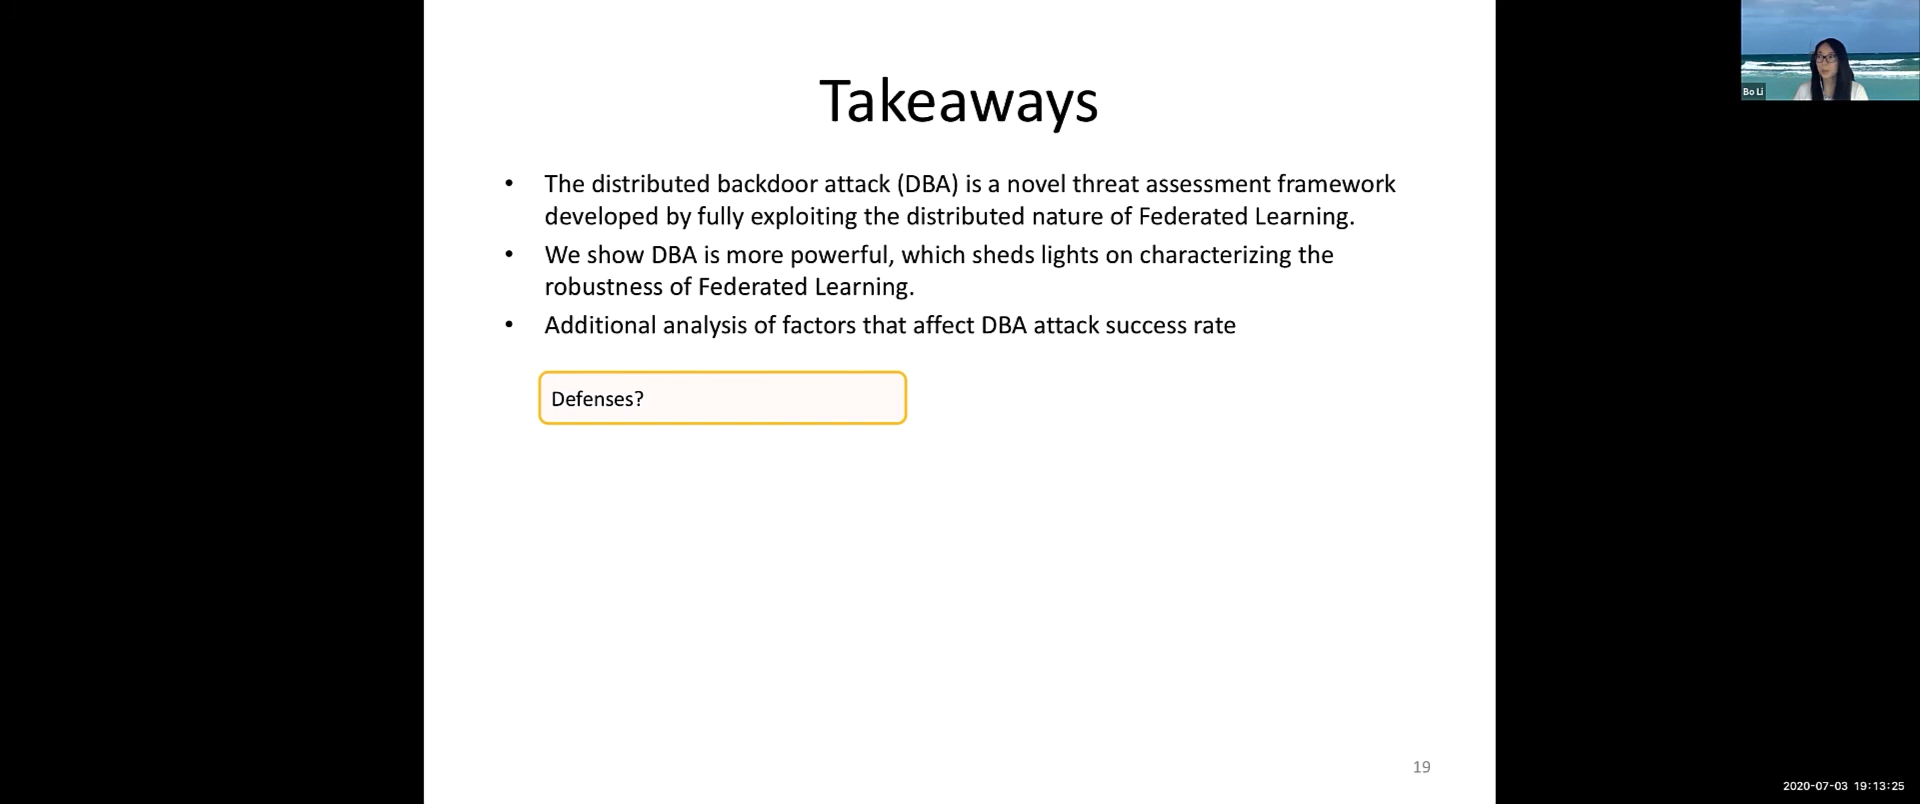 Takeaways
• The distributed backdoor attack (DBA) is a novel threat assessment framework
developed by fully exploiting the distributed nature of Federated Learning.
• We show DBA is more powerful, which sheds lights on characterizing the
robustness of Federated Learning.
• Additional analysis of factors that affect DBA attack success rate
Defenses?
19
Bo Li
2020-07-03 19:13:25